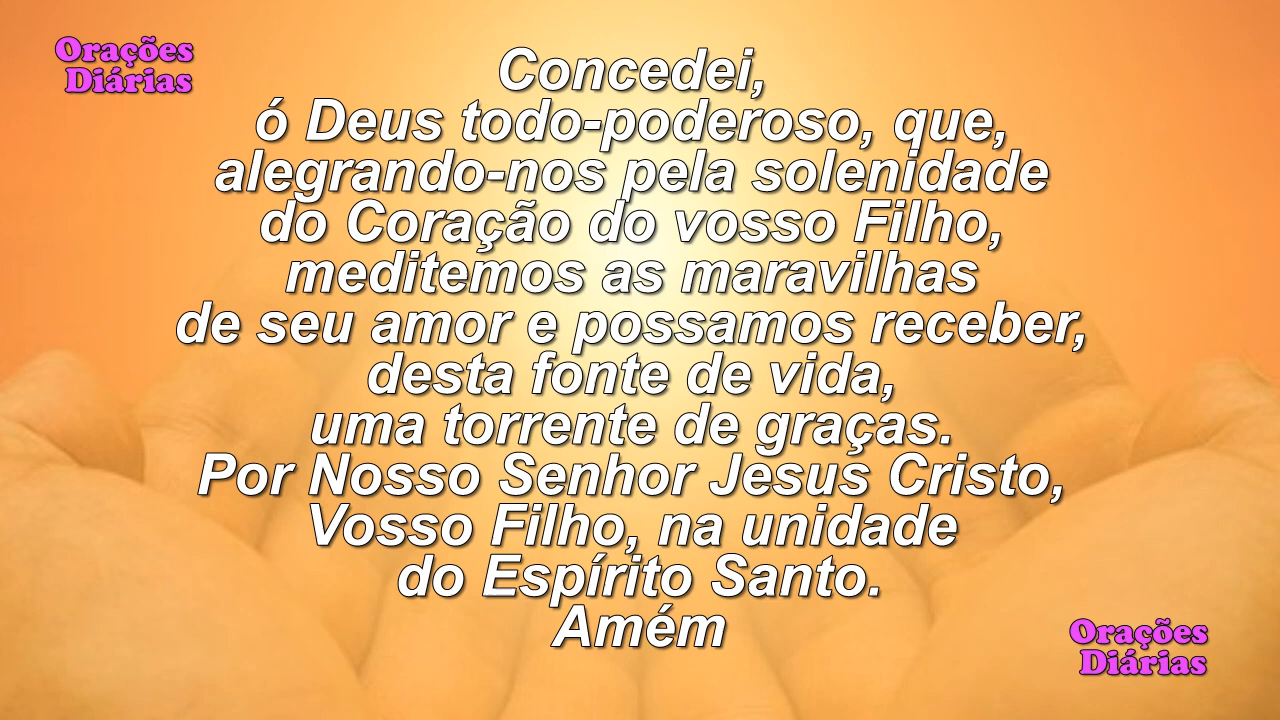 Orações
Diárias
Concedei,
ó Deus todo-poderoso, que,
alegrando-nos pela solenidade
do Coração do vosso Filho,
meditemos as maravilhas
de seu amor e possamos receber,
desta fonte de vida,
uma torrente de graças.
Por Nosso Senhor Jesus Cristo,
Vosso Filho, na unidade
do Espírito Santo.
Amém
Orações
Diárias